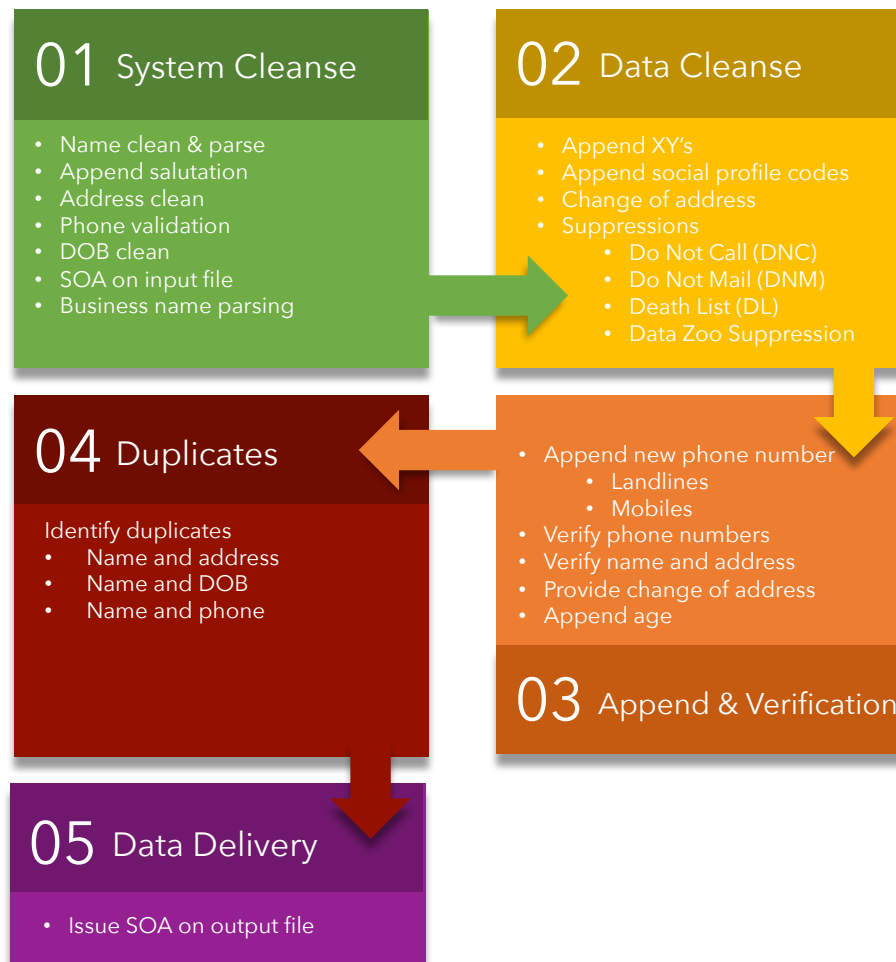 01 System Cleanse
• Name clean & parse
• Append salutation
• Address clean
• Phone validation
• DOB clean
• SOA on input file
• Business name parsing
02 Data Cleanse
• Append XY's
• Append social profile codes
• Change of address
• Suppressions
• Do Not Call (DNC)
• Do Not Mail (DNM)
• Death List (DL)
• Data Zoo Suppression
• Append new phone number
• Landlines
• Mobiles
• Verify phone numbers
• Verify name and address
• Provide change of address
• Append age
03 Append & Verification
04 Duplicates
Identify duplicates
• Name and address
• Name and DOB
• Name and phone
05 Data Delivery
• Issue SOA on output file